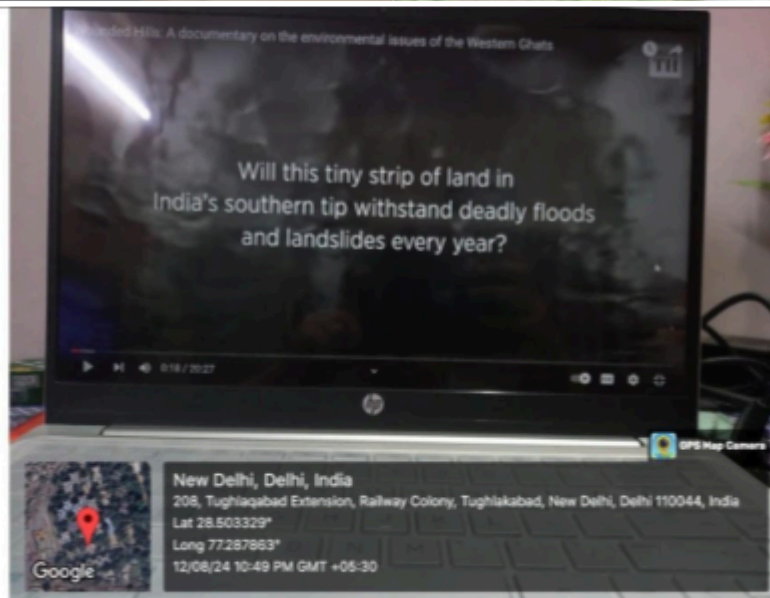 Hills: A documentary on the environmental issues of the Western Ghats
Will this tiny strip of land in
India's southern tip withstand deadly floods
and landslides every year?
0:18 / 20:27
hp
GPS Map Camera
New Delhi, Delhi, India
208, Tughlaqabad Extension, Railway Colony, Tughlakabad, New Delhi, Delhi 110044, India
Lat 28.503329°
Long 77.287863°
12/08/24 10:49 PM GMT +05:30
Google